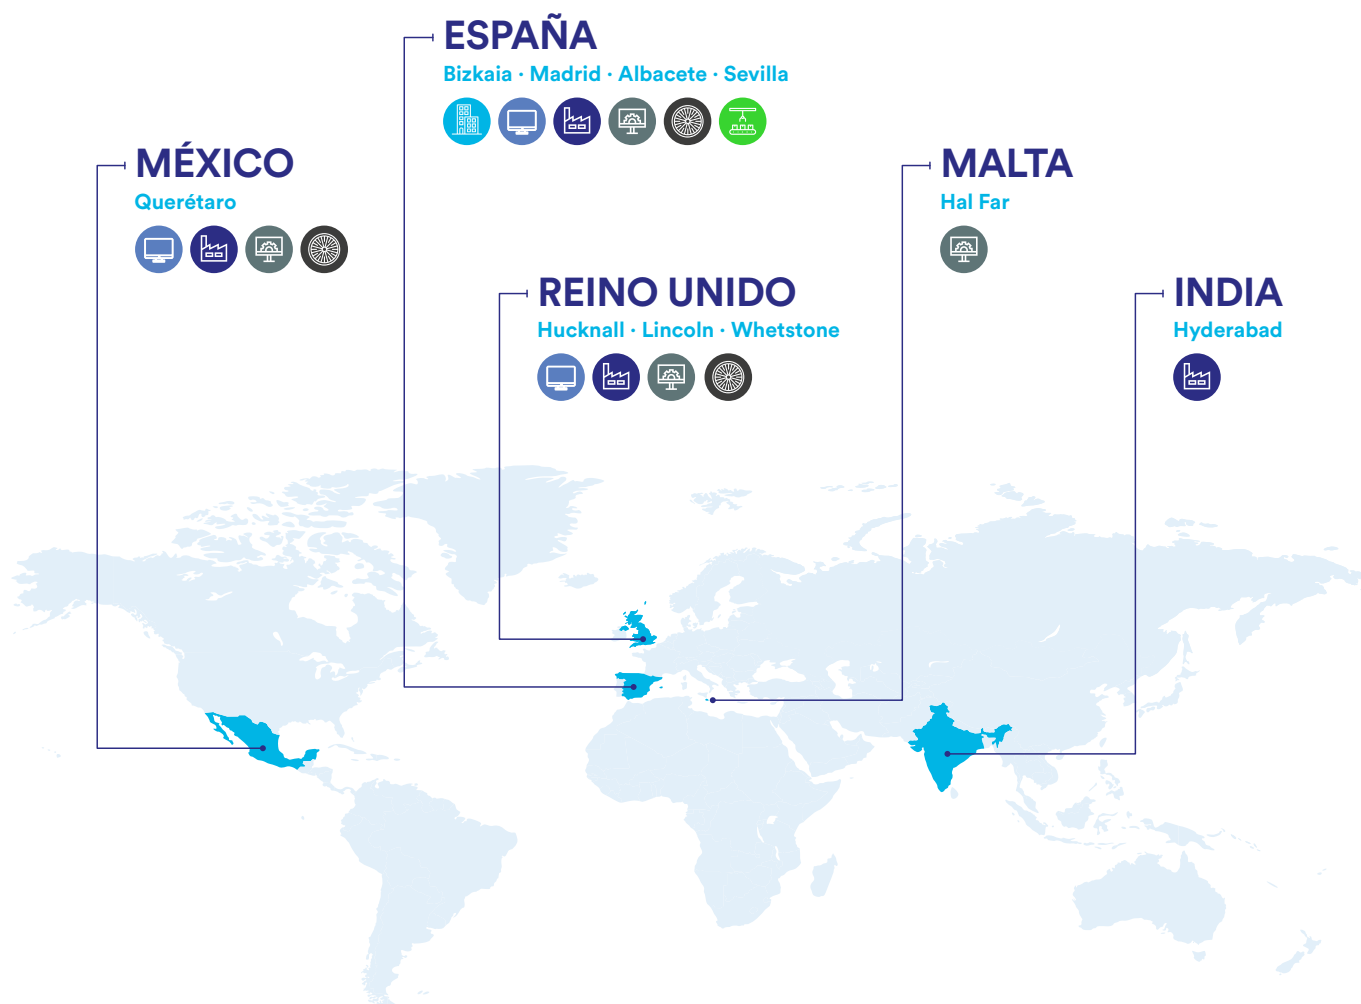 ESPAÑA
Bizkaia · Madrid · Albacete · Sevilla
MÉXICO
Querétaro
MALTA
Hal Far
REINO UNIDO
Hucknall · Lincoln · Whetstone
INDIA
Hyderabad